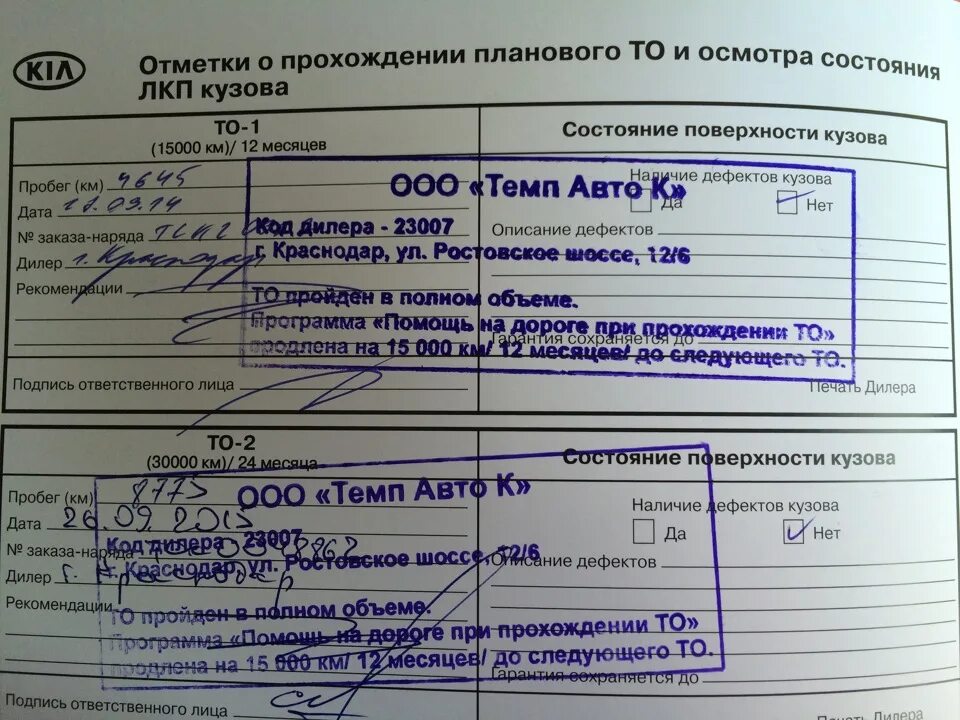 KIA
Отметки о прохождении планового ТО и осмотра состояния
ЛКП кузова
ТО-1
(15000 км)/ 12 месяцев
Состояние поверхности кузова
Пробег (км) 4645
Наличие дефектов кузова
Да
Нет
Дата
№ заказа-наряда
Описание дефектов
Дилер г. Краснодар
Рекомендации
Гарантия сохраняется до
Подпись ответственного лица
Печать Дилера
ООО «Темп Авто К»
Код дилера - 23007
г. Краснодар, ул. Ростовское шоссе, 12/6
ТО пройден в полном объеме.
Программа «Помощь на дороге при прохождении ТО»
продлена на 15 000 км/ 12 месяцев/ до следующего ТО.
ТО-2
(30000 км)/ 24 месяца
Состояние поверхности кузова
Пробег (км) 8775
Наличие дефектов кузова
Да
Нет
Дата 26.09.2015
№ заказа-наряда
Описание дефектов
Дилер г. Краснодар
Рекомендации
Гарантия сохраняется до
Подпись ответственного лица
Печать Дилера
ООО «Темп Авто К»
Код дилера - 23007
г. Краснодар, ул. Ростовское шоссе, 12/6
ТО пройден в полном объеме.
Программа «Помощь на дороге при прохождении ТО»
продлена на 15 000 км/ 12 месяцев/ до следующего ТО.